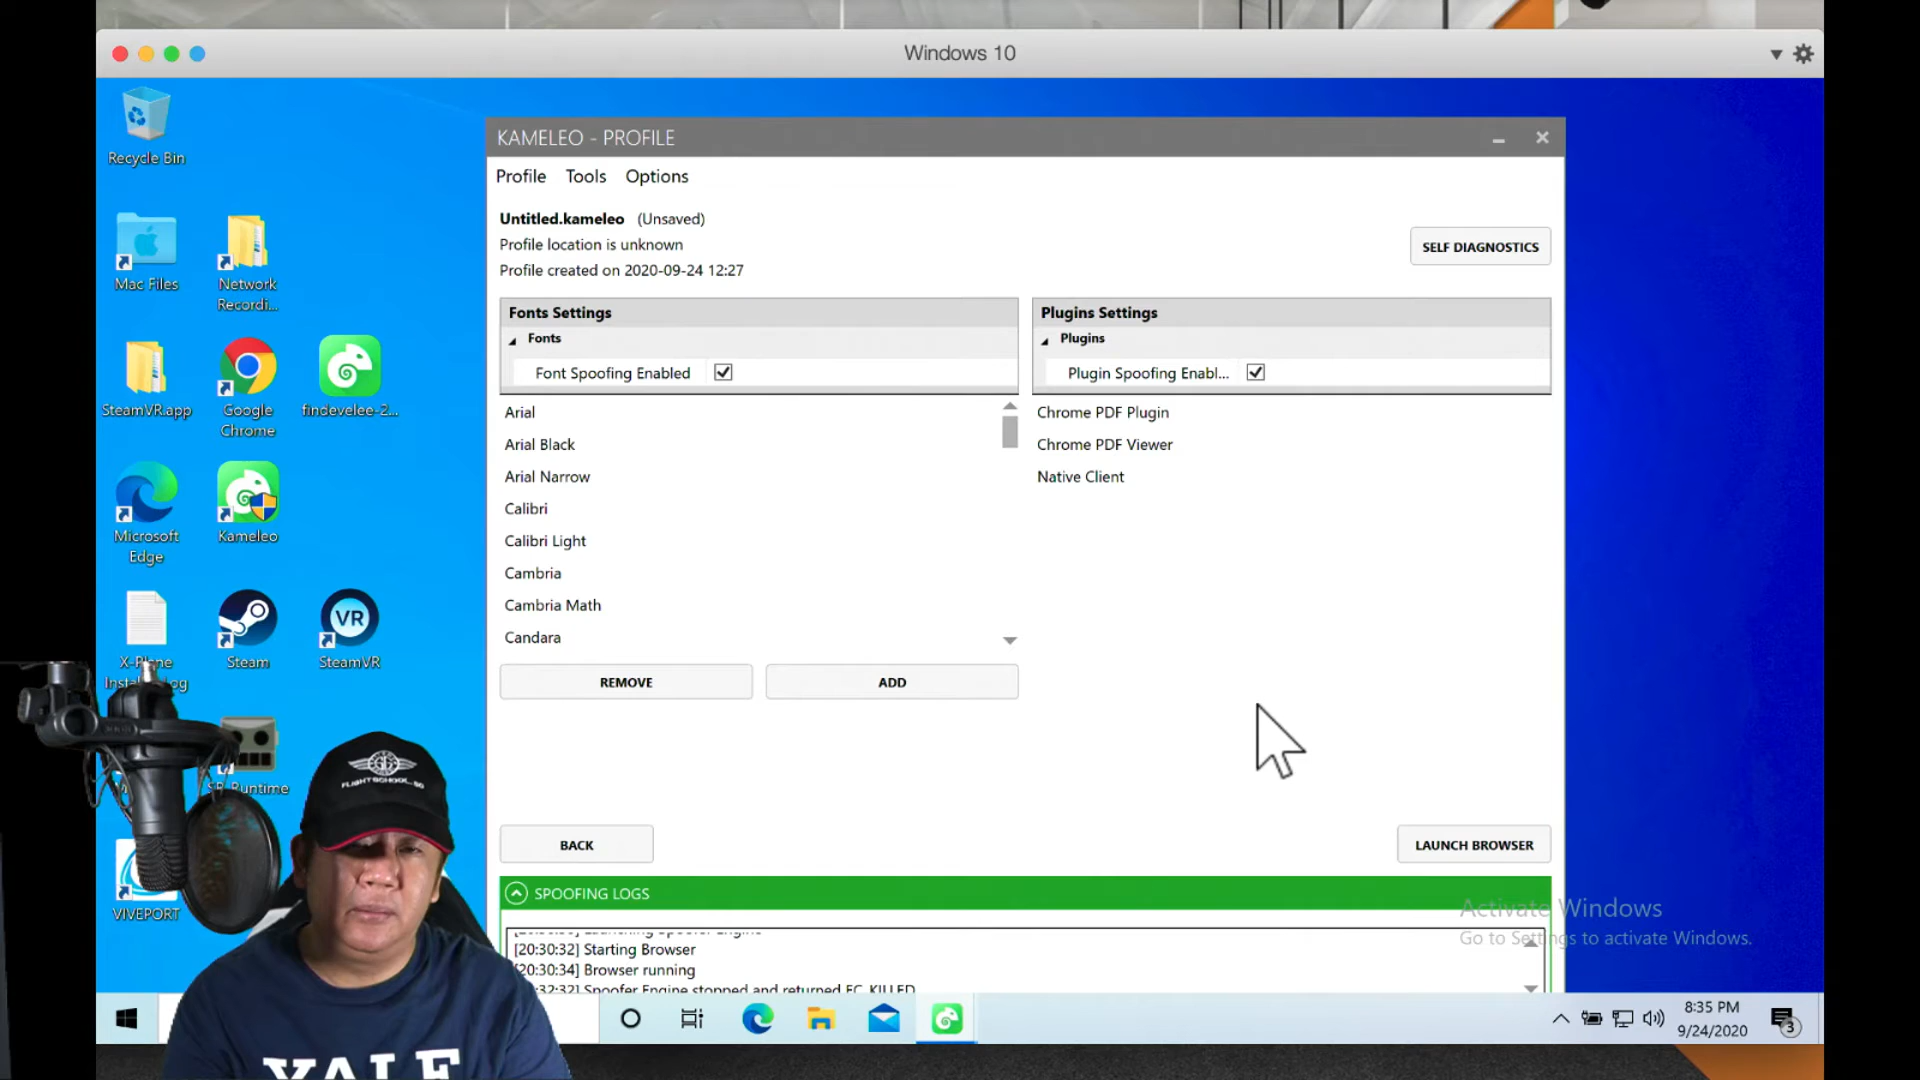 Windows 10
Recycle Bin
Mac Files
Network
Recordi...
SteamVR.app
Google
Chrome
findevelee-2...
Microsoft
Edge
Kameleo
X-Plane
Steam
VR
SteamVR
Runtime
VIVEPORT
KAMELEO - PROFILE
Profile Tools Options
Untitled.kameleo (Unsaved)
Profile location is unknown
Profile created on 2020-09-24 12:27
SELF DIAGNOSTICS
Fonts Settings
Fonts
Font Spoofing Enabled
Arial
Arial Black
Arial Narrow
Calibri
Calibri Light
Cambria
Cambria Math
Candara
REMOVE
ADD
Plugins Settings
Plugins
Plugin Spoofing Enabl...
Chrome PDF Plugin
Chrome PDF Viewer
Native Client
BACK
LAUNCH BROWSER
SPOOFING LOGS
[20:30:32] Starting Browser
[20:30:34] Browser running
:32:32] Spoofer Engine stopped and returned EC_KILLED
Activate Windows
Go to Settings to activate Windows.
FLIGHTSCHOOL.SG
YALE
8:35 PM
9/24/2020
3